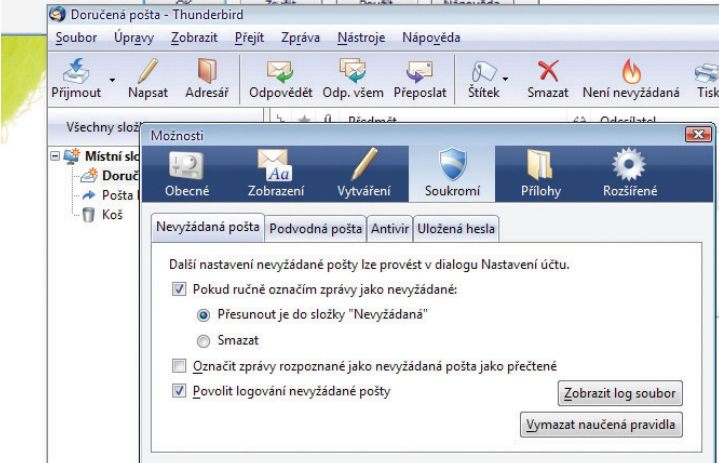 Doručená pošta - Thunderbird
Soubor Úpravy Zobrazit Přejít Zpráva Nástroje Nápověda
Přijmout Napsat Adresář Odpovědět Odp. všem Přeposlat Štítek Smazat Není nevyžádaná Tisk
Všechny slož Předmět Odesílatel
Místní slo
Doruč
Pošta
Koš
Možnosti
Obecné Zobrazení Vytváření Soukromí Přílohy Rozšířené
Nevyžádaná pošta Podvodná pošta Antivir Uložená hesla
Další nastavení nevyžádané pošty lze provést v dialogu Nastavení účtu.
Pokud ručně označím zprávy jako nevyžádané:
Přesunout je do složky "Nevyžádaná"
Smazat
Označit zprávy rozpoznané jako nevyžádaná pošta jako přečtené
Povolit logování nevyžádané pošty
Zobrazit log soubor
Vymazat naučená pravidla